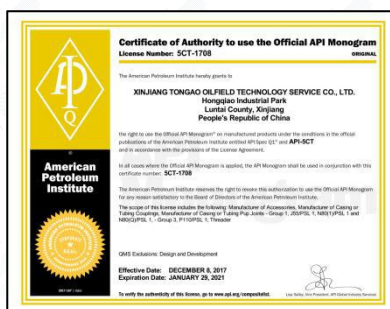 Certificate of Authority to use the Official API Monogram
License Number: 5CT-1708
ORIGINAL
The American Petroleum Institute hereby grants to
XINJIANG TONGAO OILFIELD TECHNOLOGY SERVICE CO., LTD.
Hongqiao Industrial Park
Luntai County, Xinjiang
People's Republic of China
the right to use the Official API Monogram® on manufactured products under the conditions in the official
publications of the American Petroleum Institute entitled API Spec Q1® and API-5CT
and in accordance with the provisions of the License Agreement.
In all cases where the Official API Monogram is applied, the API Monogram shall be used in conjunction with this
certificate number: 5CT-1708
The American Petroleum Institute reserves the right to revoke this authorization to use the Official API Monogram
for any reason satisfactory to the Board of Directors of the American Petroleum Institute.
The scope of this license includes the following: Manufacturer of Accessories, Manufacturer of Casing or
Tubing Couplings, Manufacturer of Casing or Tubing Pup Joints - Group 1, J55/PSL 1, N80(1)/PSL 1 and
N80(Q)/PSL 1, - Group 3, P110/PSL 1; Threader
QMS Exclusions: Design and Development
Effective Date: DECEMBER 8, 2017
Expiration Date: JANUARY 29, 2021
To verify the authenticity of this license, go to www.api.org/compositelist.
API Global Industry Services
API
Q
American
Petroleum
Institute